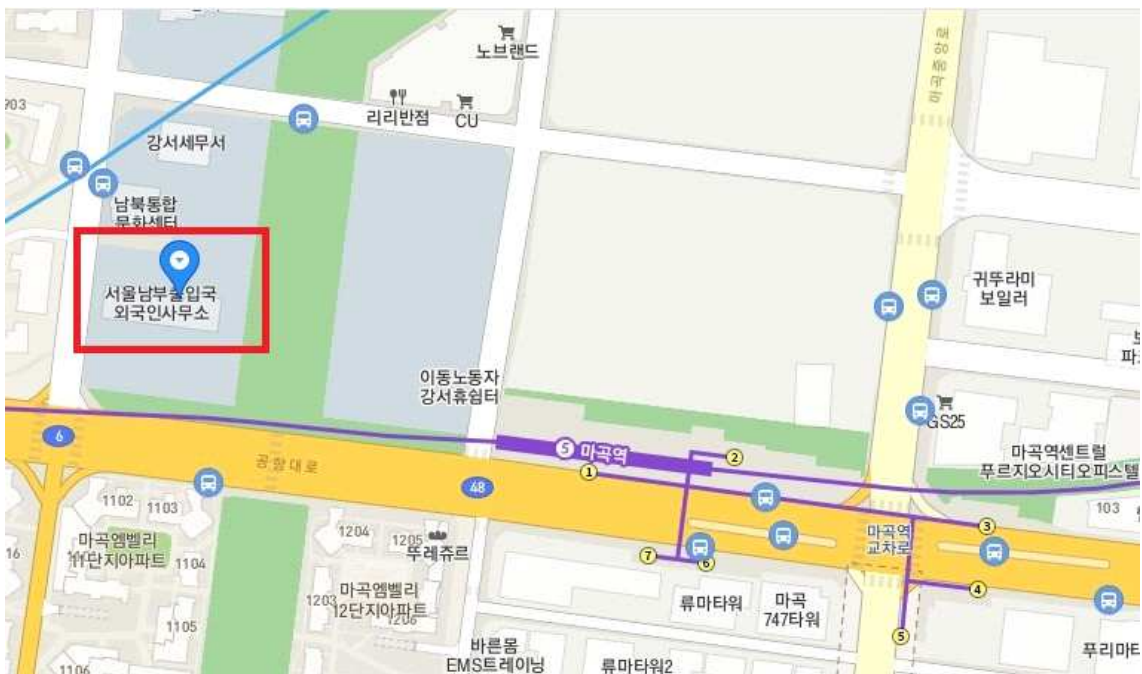 노브랜드
마곡중앙로
903
리리반점
CU
강서세무서
남북통합
문화센터
서울남부출입국
외국인사무소
귀뚜라미
보일러
이동노동자
강서휴쉼터
GS25
6
공항대로
5 마곡역
1
2
48
마곡역센트럴
푸르지오시티오피스텔
103
3
마곡역
교차로
1102
1103
마곡엠벨리
11단지아파트
1104
16
1204
1205
뚜레쥬르
마곡엠벨리
1203
12단지아파트
1206
7
6
4
류마타워
마곡
747타워
1105
1106
바른몸
EMS트레이닝
류마타워2
5